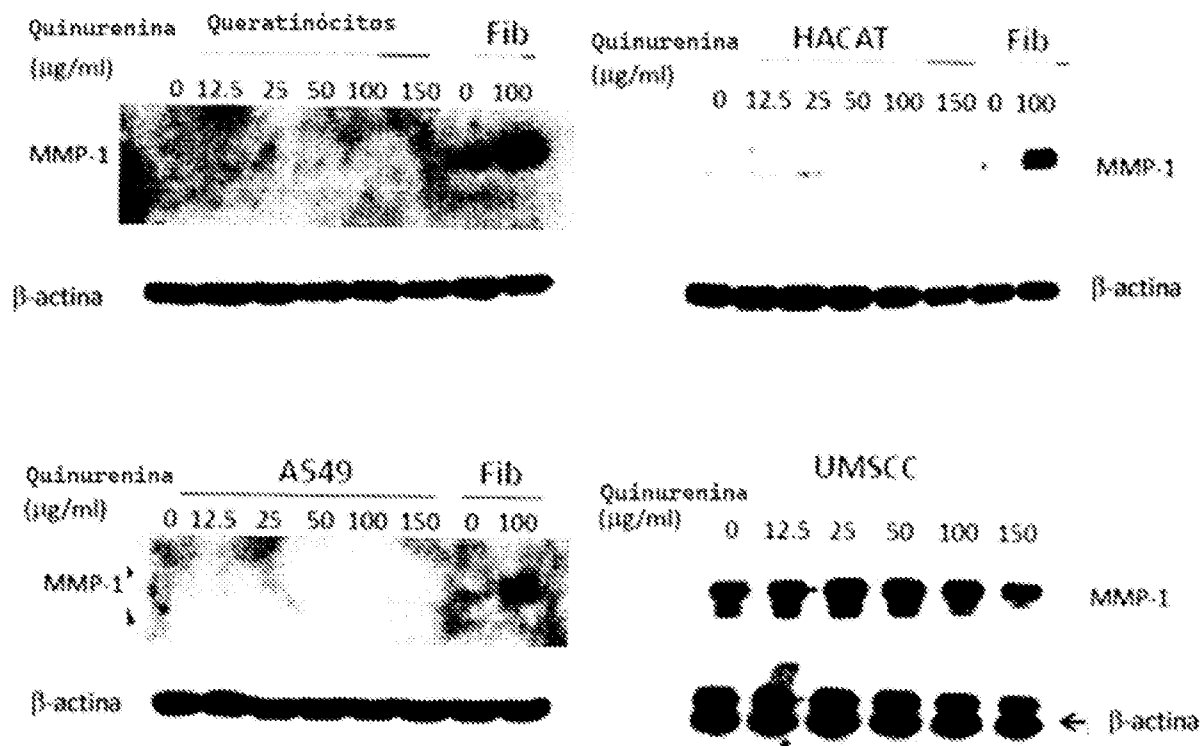 Quinurenina Queratinócitos Fib
(µg/ml)
0 12.5 25 50 100 150 0 100
MMP-1
β-actina
Quinurenina HACAT Fib
(µg/ml)
0 12.5 25 50 100 150 0 100
MMP-1
β-actina
Quinurenina A549 Fib
(µg/ml)
0 12.5 25 50 100 150 0 100
MMP-1
β-actina
UMSCC
Quinurenina
(µg/ml)
0 12.5 25 50 100 150
MMP-1
← β-actina